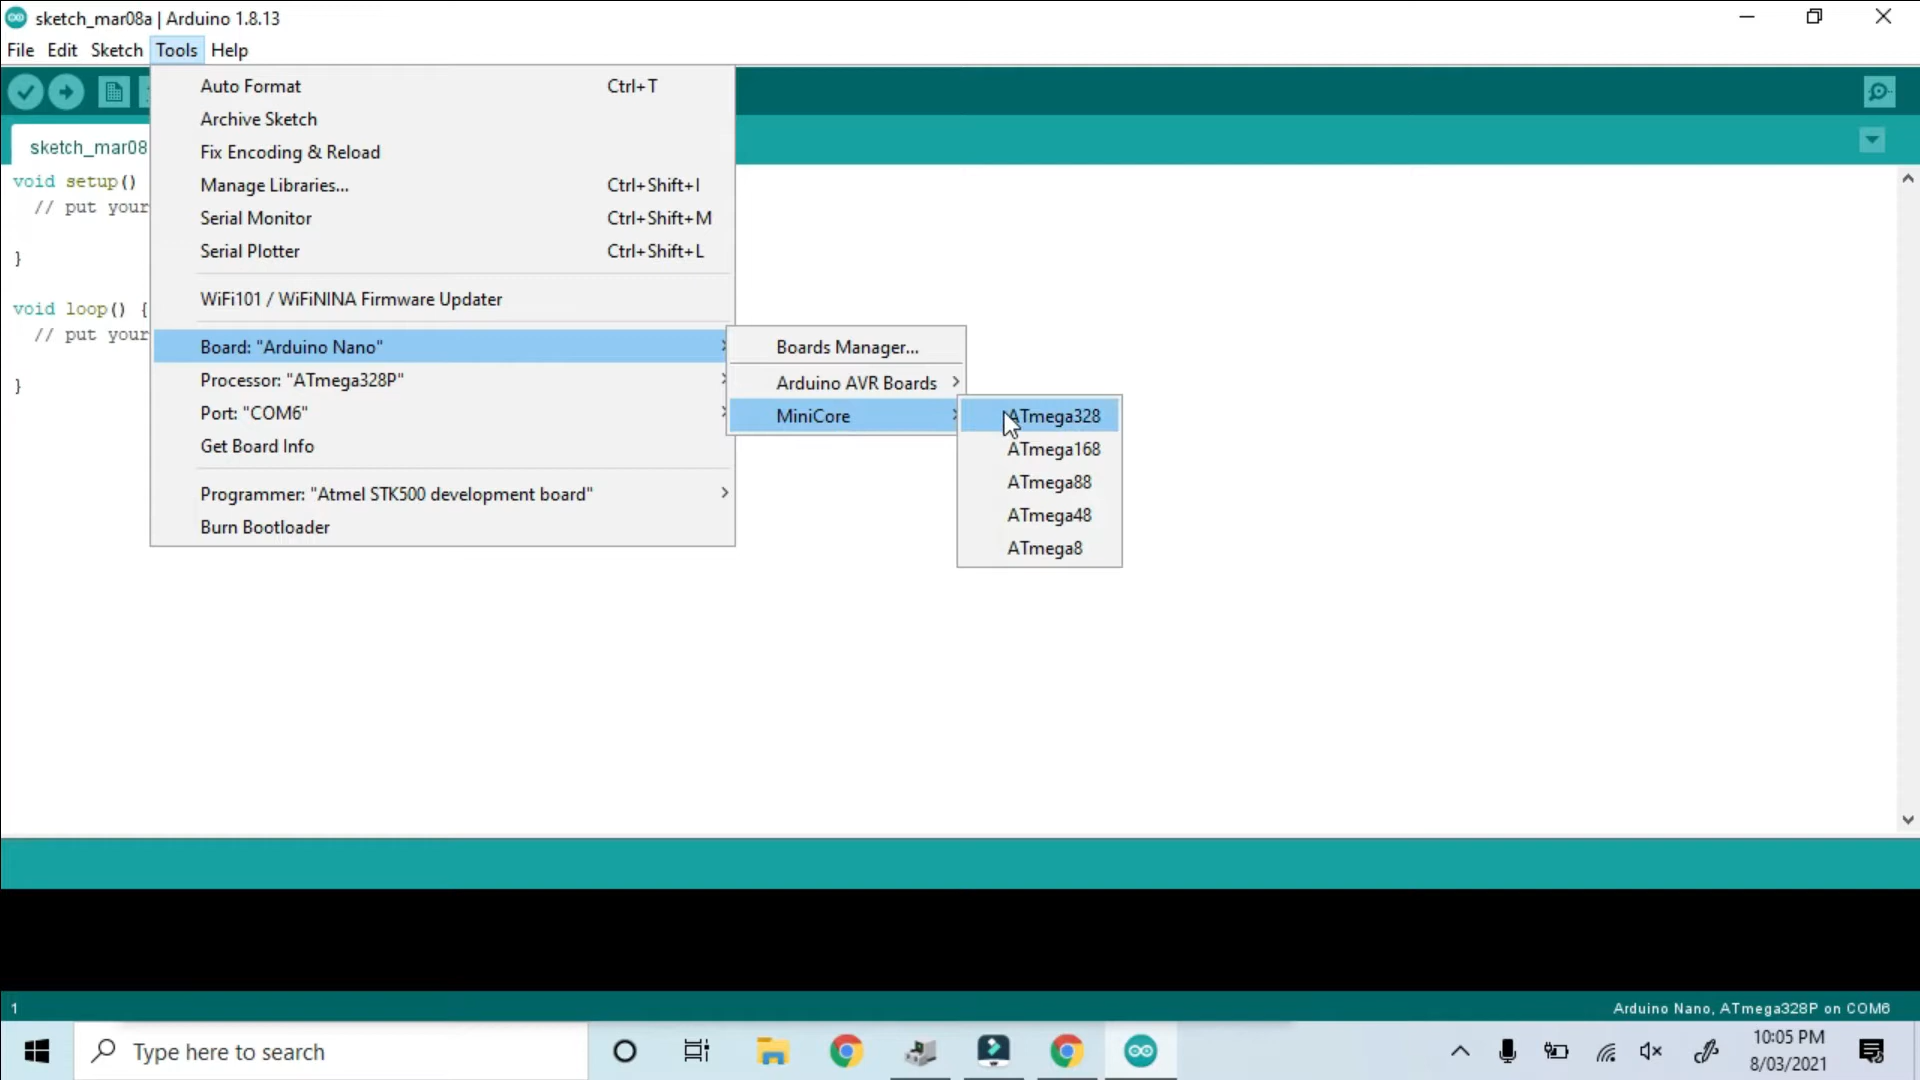 sketch_mar08a | Arduino 1.8.13
File Edit Sketch Tools Help
Auto Format Ctrl+T
Archive Sketch
Fix Encoding & Reload
Manage Libraries... Ctrl+Shift+I
Serial Monitor Ctrl+Shift+M
Serial Plotter Ctrl+Shift+L
WiFi101 / WiFiNINA Firmware Updater
Board: "Arduino Nano"
Processor: "ATmega328P"
Port: "COM6"
Get Board Info
Programmer: "Atmel STK500 development board"
Burn Bootloader
Boards Manager...
Arduino AVR Boards
MiniCore
ATmega328
ATmega168
ATmega88
ATmega48
ATmega8
sketch_mar08
void setup()
// put your
}
void loop() {
// put your
}
1
Arduino Nano, ATmega328P on COM6
Type here to search
10:05 PM
8/03/2021